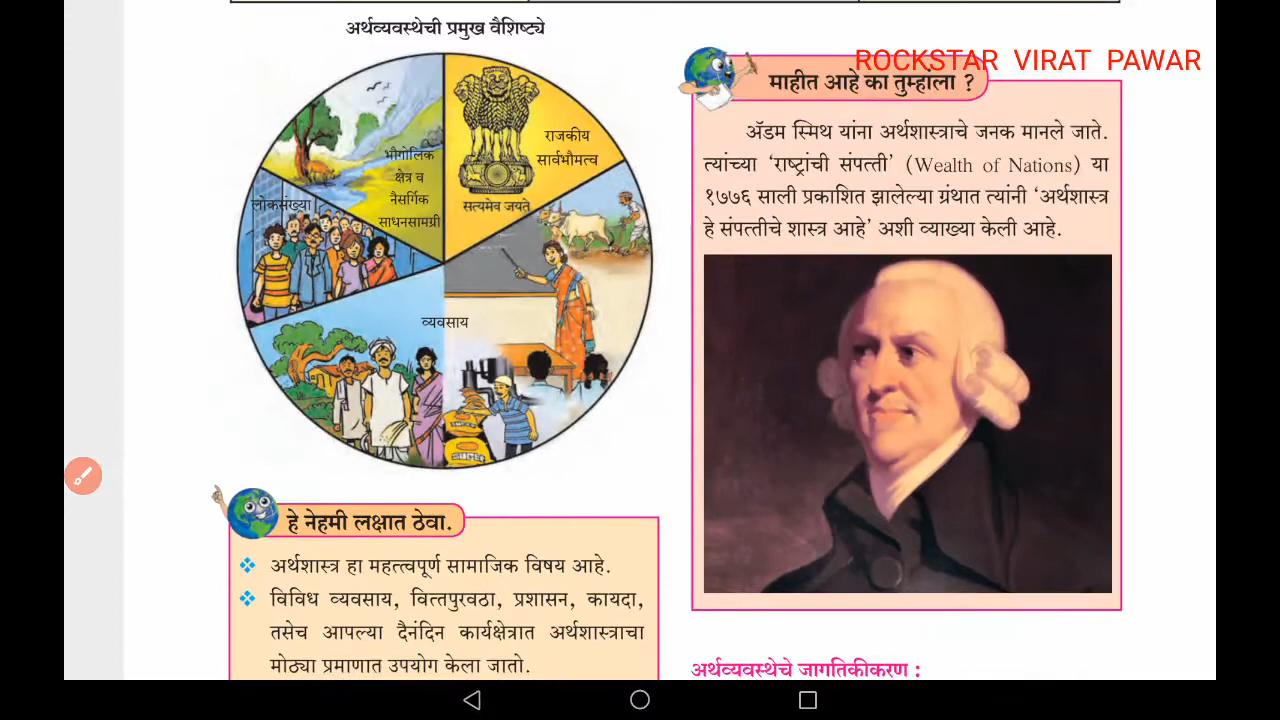 अर्थव्यवस्थेची प्रमुख वैशिष्ट्ये
राजकीय
सार्वभौमत्व
सत्यमेव जयते
भौगोलिक
क्षेत्र व
नैसर्गिक
साधनसामग्री
लोकसंख्या
व्यवसाय
हे नेहमी लक्षात ठेवा.
अर्थशास्त्र हा महत्त्वपूर्ण सामाजिक विषय आहे.
विविध व्यवसाय, वित्तपुरवठा, प्रशासन, कायदा,
तसेच आपल्या दैनंदिन कार्यक्षेत्रात अर्थशास्त्राचा
मोठ्या प्रमाणात उपयोग केला जातो.
ROCKSTAR VIRAT PAWAR
माहीत आहे का तुम्हांला ?
ॲडम स्मिथ यांना अर्थशास्त्राचे जनक मानले जाते.
त्यांच्या ‘राष्ट्रांची संपत्ती’ (Wealth of Nations) या
१७७६ साली प्रकाशित झालेल्या ग्रंथात त्यांनी ‘अर्थशास्त्र
हे संपत्तीचे शास्त्र आहे’ अशी व्याख्या केली आहे.
अर्थव्यवस्थेचे जागतिकीकरण :